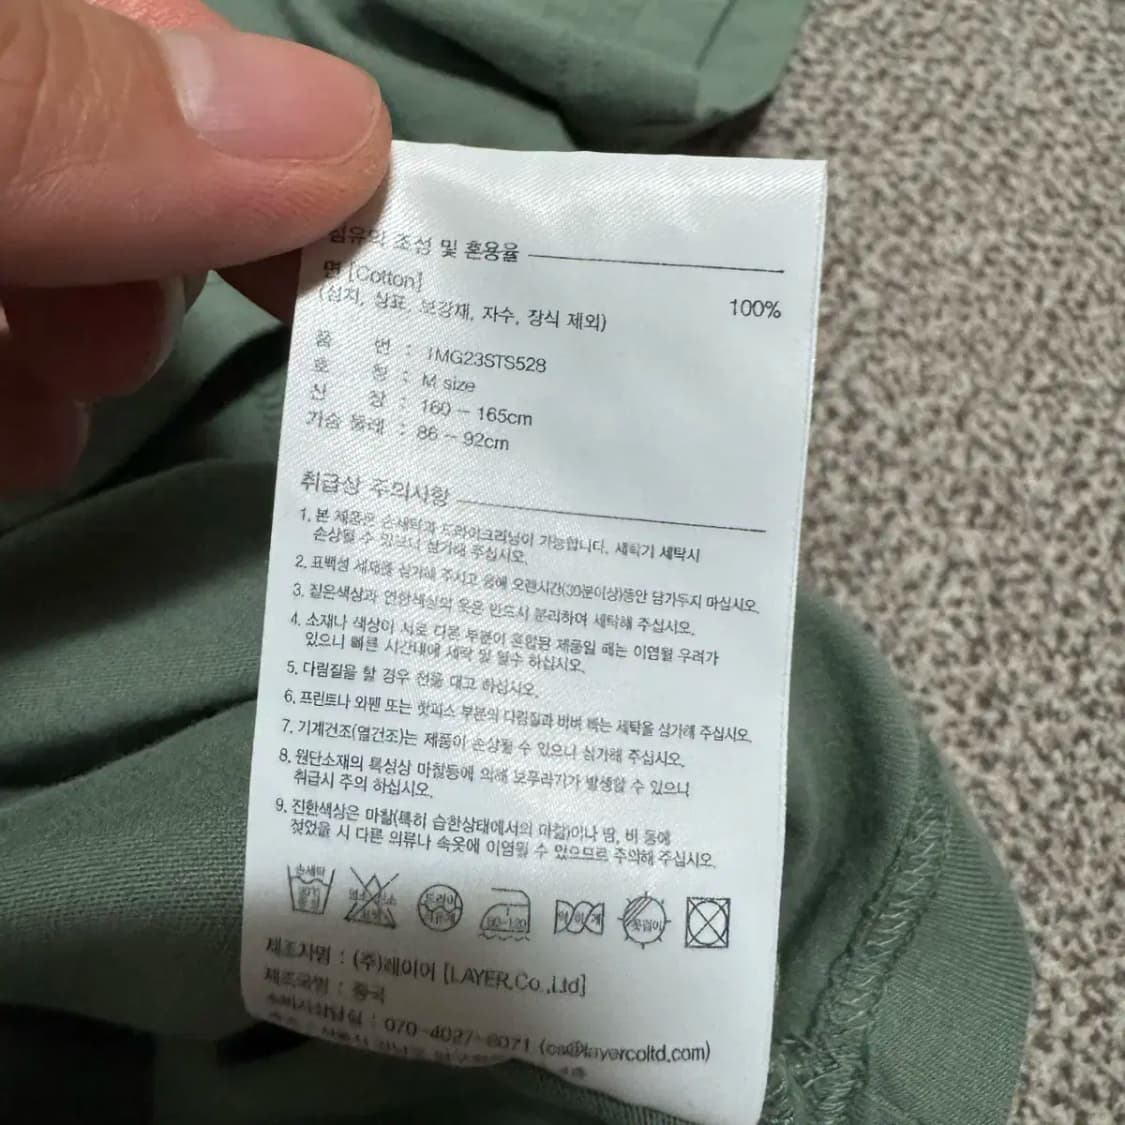 섬유의 조성 및 혼용율
면 [Cotton] 100%
(심지, 상표, 보강재, 자수, 장식 제외)
품 번 : 1MG23STS528
호 칭 : M size
신 장 : 160 - 165cm
가슴 둘레 : 86 - 92cm
취급상 주의사항
1. 본 제품은 손세탁과 드라이크리닝이 가능합니다. 세탁기 세탁시
손상될 수 있으니 삼가해 주십시오.
2. 표백성 세제를 삼가해 주시고 물에 오랜시간(30분이상)동안 담가두지 마십시오.
3. 짙은색상과 연한색상의 옷은 반드시 분리하여 세탁해 주십시오.
4. 소재나 색상이 서로 다른 부분이 혼합된 제품일 때는 이염될 우려가
있으니 빠른 시간내에 세탁 및 탈수 하십시오.
5. 다림질을 할 경우 천을 대고 하십시오.
6. 프린트나 와펜 또는 핫피스 부분의 다림질과 비벼 빠는 세탁을 삼가해 주십시오.
7. 기계건조(열건조)는 제품이 손상될 수 있으니 삼가해 주십시오.
8. 원단소재의 특성상 마찰등에 의해 보푸라기가 발생할 수 있으니
취급시 주의 하십시오.
9. 진한색상은 마찰(특히 습한상태에서의 마찰)이나 땀, 비 등에
젖었을 시 다른 의류나 속옷에 이염될 수 있으므로 주의해 주십시오.
손세탁 드라이 옷걸이
제조자명 : (주)레이어 [LAYER.Co.,Ltd]
제조국명 : 중국
소비자상담실 : 070-4027-8071 (cs@layercoltd.com)